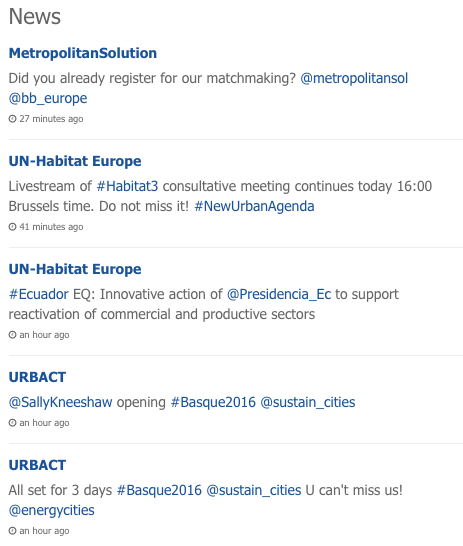 News
MetropolitanSolution
Did you already register for our matchmaking? @metropolitansol
@bb_europe
27 minutes ago
UN-Habitat Europe
Livestream of #Habitat3 consultative meeting continues today 16:00
Brussels time. Do not miss it! #NewUrbanAgenda
41 minutes ago
UN-Habitat Europe
#Ecuador EQ: Innovative action of @Presidencia_Ec to support
reactivation of commercial and productive sectors
an hour ago
URBACT
@SallyKneeshaw opening #Basque2016 @sustain_cities
an hour ago
URBACT
All set for 3 days #Basque2016 @sustain_cities U can't miss us!
@energycities
an hour ago